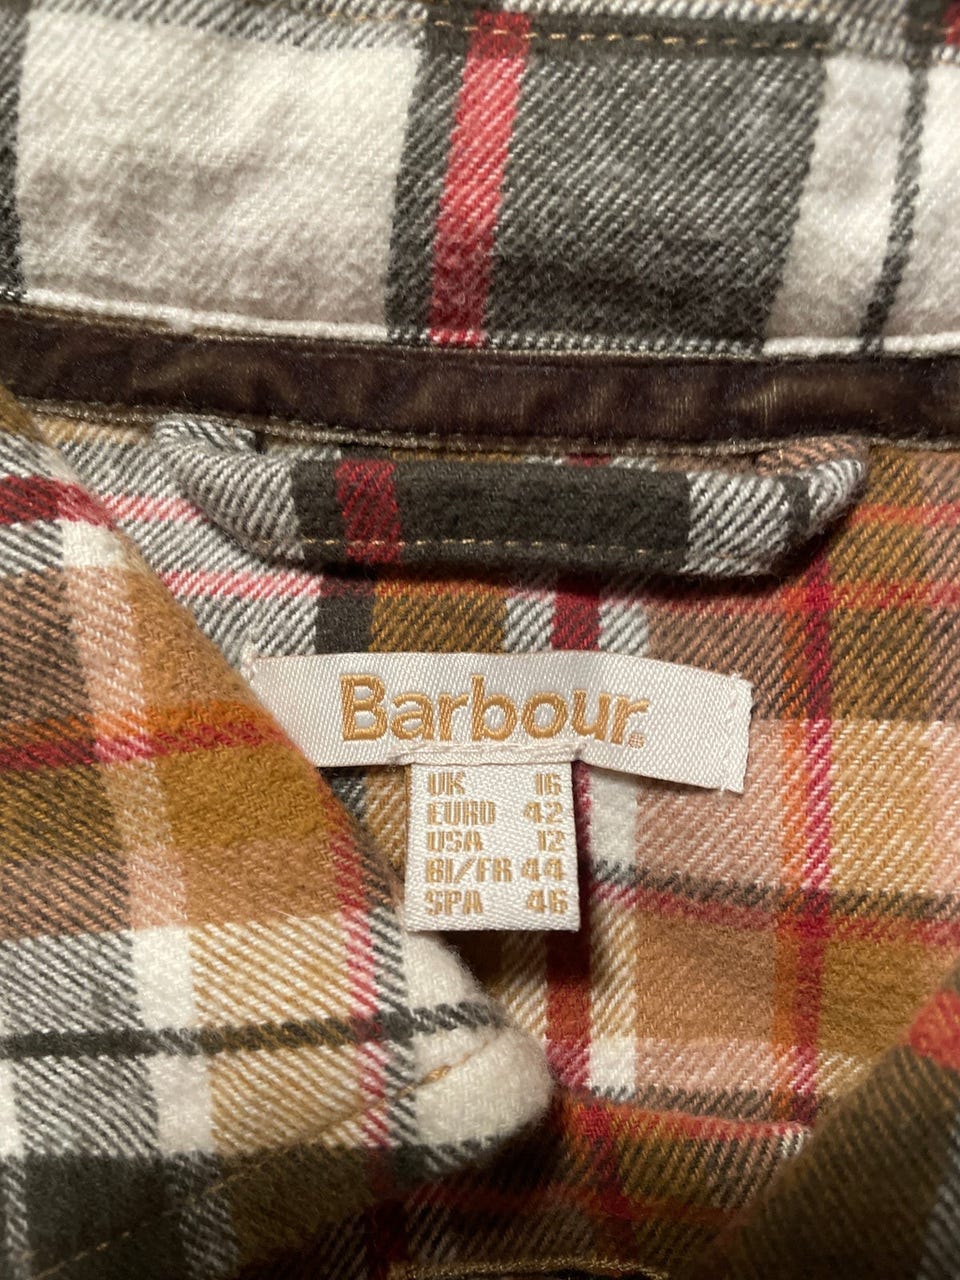 Barbour
UK 16
EURO 42
USA 12
BI/FR 44
SPA 46